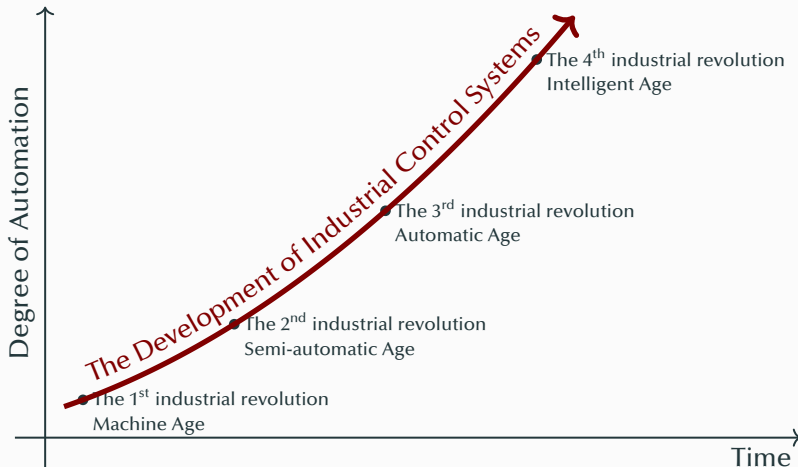 Degree of Automation
The Development of Industrial Control Systems
The 4th industrial revolution
Intelligent Age
The 3rd industrial revolution
Automatic Age
The 2nd industrial revolution
Semi-automatic Age
The 1st industrial revolution
Machine Age
Time